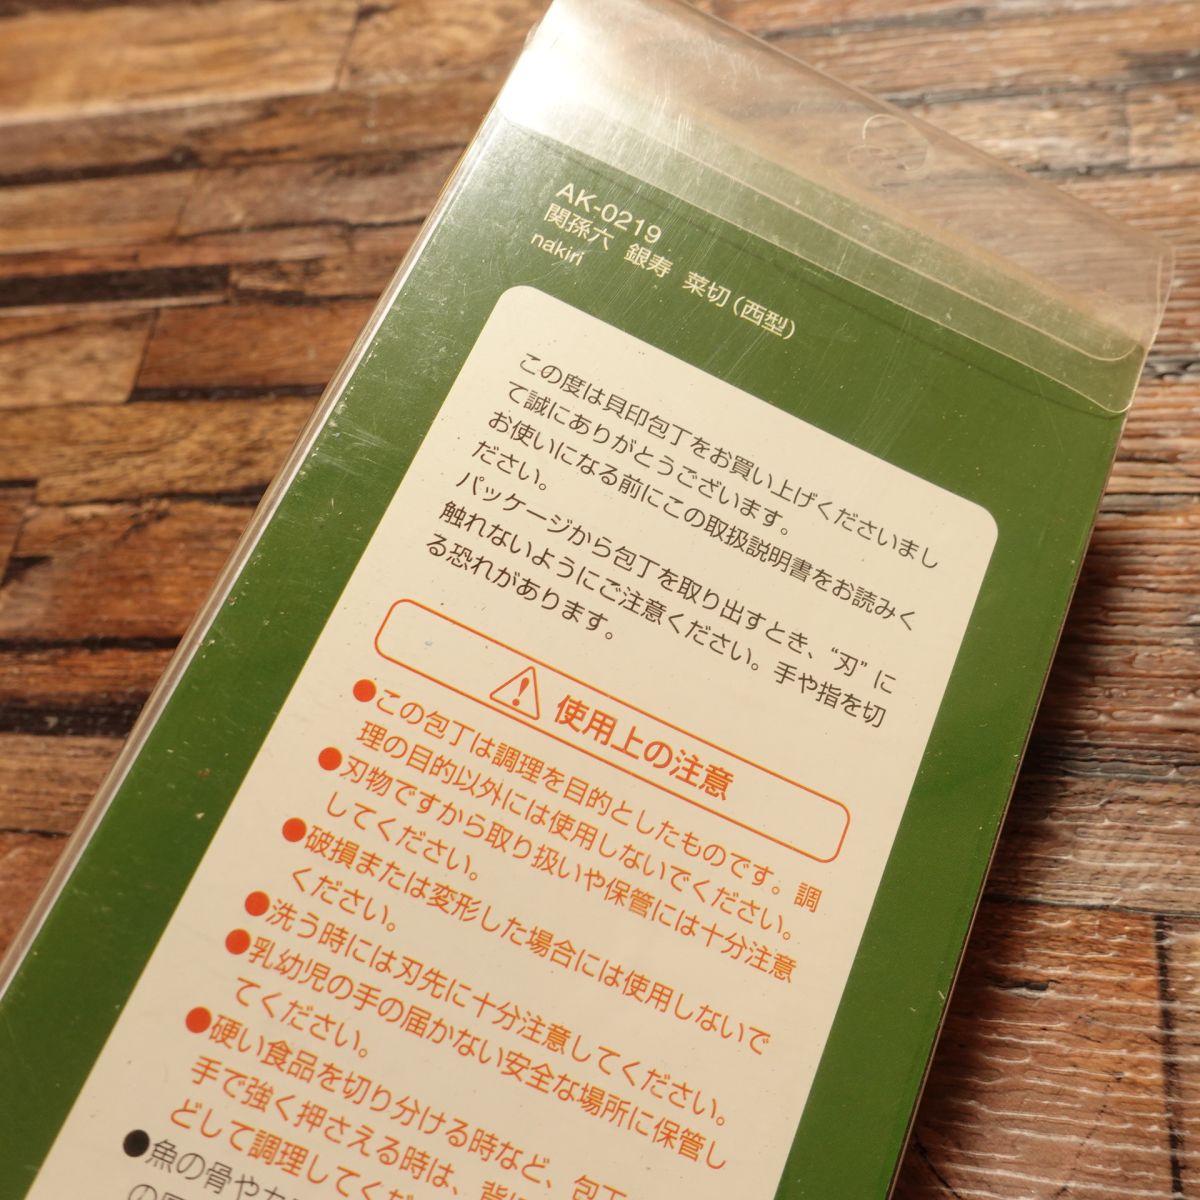 AK-0219
関孫六 銀寿 菜切(西型)
nakiri
この度は貝印包丁をお買い上げくださいまし
て誠にありがとうございます。
お使いになる前にこの取扱説明書をお読みく
ださい。
パッケージから包丁を取り出すとき、“刃”に
触れないようにご注意ください。手や指を切
る恐れがあります。
使用上の注意
●この包丁は調理を目的としたものです。調
理の目的以外には使用しないでください。
●刃物ですから取り扱いや保管には十分注意
してください。
●破損または変形した場合には使用しないで
ください。
●洗う時には刃先に十分注意してください。
●乳幼児の手の届かない安全な場所に保管し
てください。
●硬い食品を切り分ける時など、包丁
手で強く押さえる時は、背に
どして調理してくだ
●魚の骨や